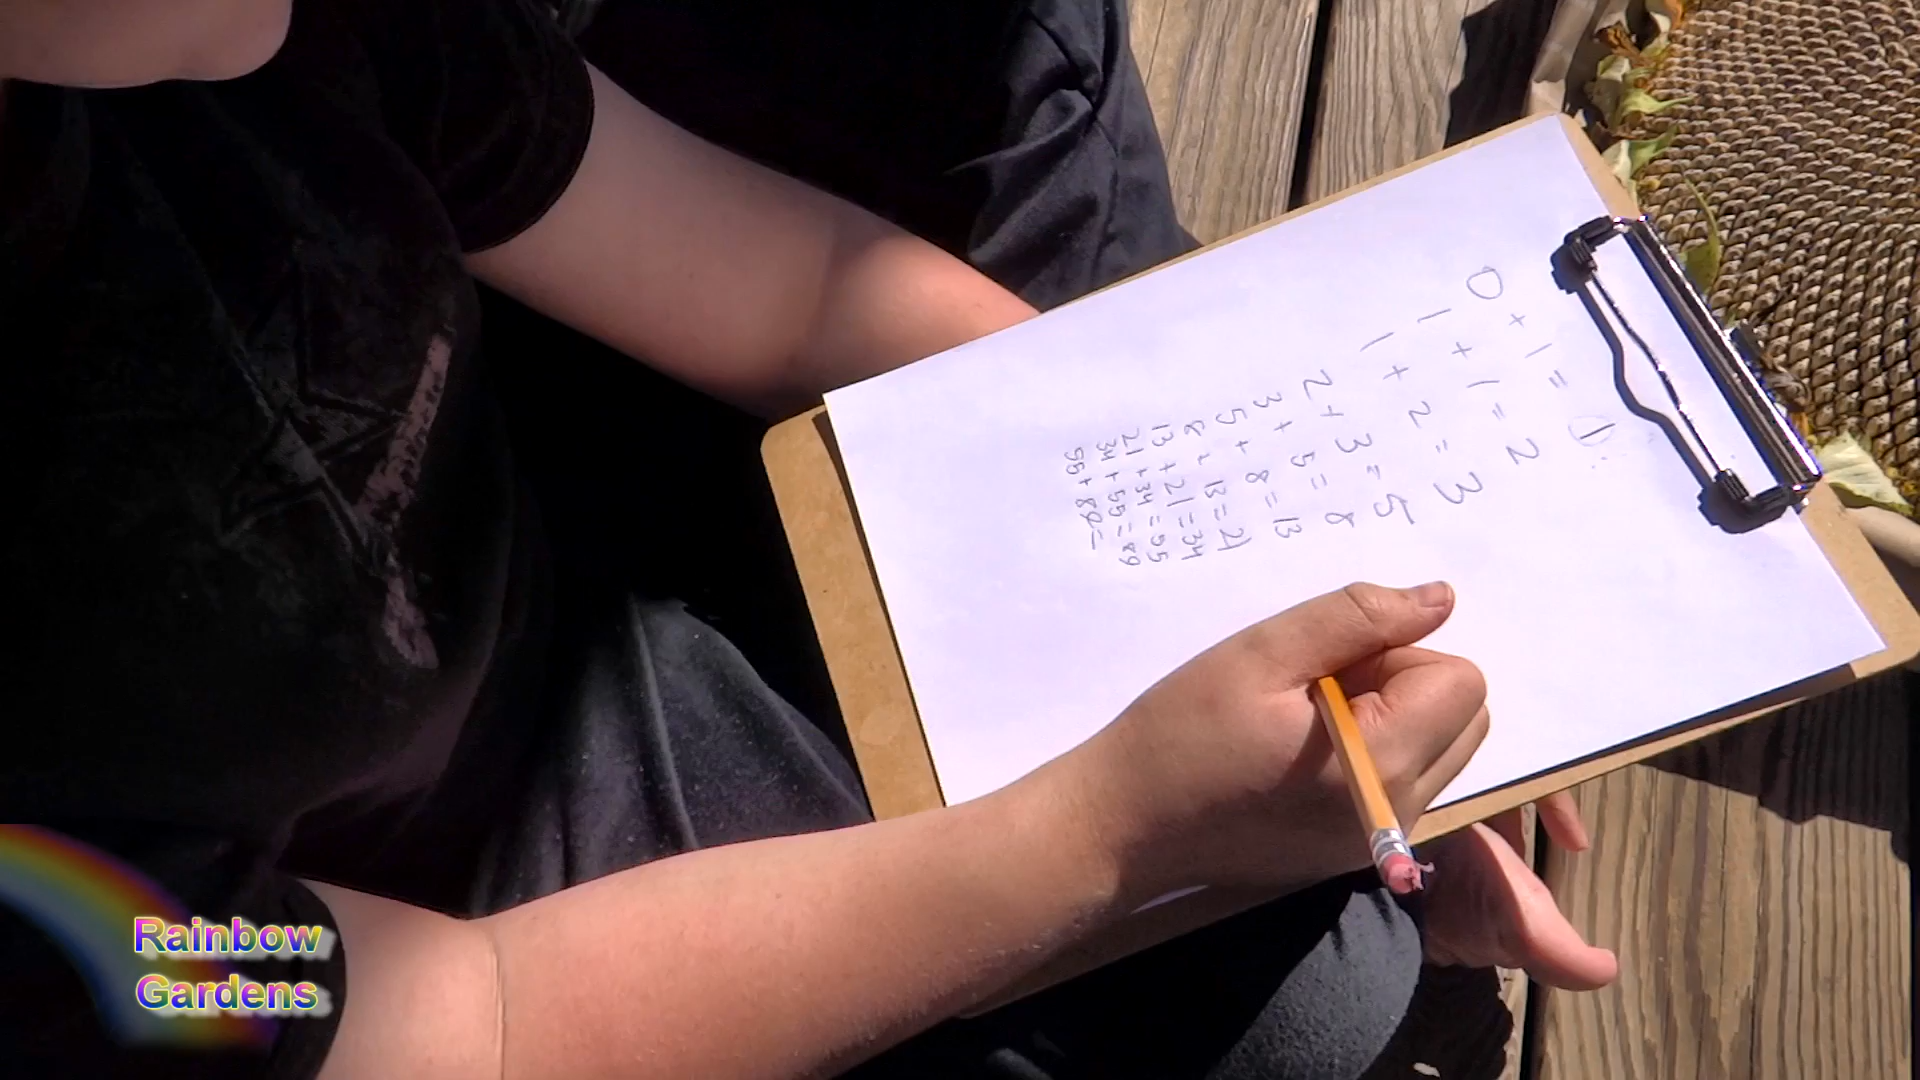 0 + 1 = 1
1 + 1 = 2
1 + 2 = 3
2 + 3 = 5
3 + 5 = 8
5 + 8 = 13
8 + 13 = 21
13 + 21 = 34
21 + 34 = 55
34 + 55 = 89
55 + 89 =
Rainbow
Gardens